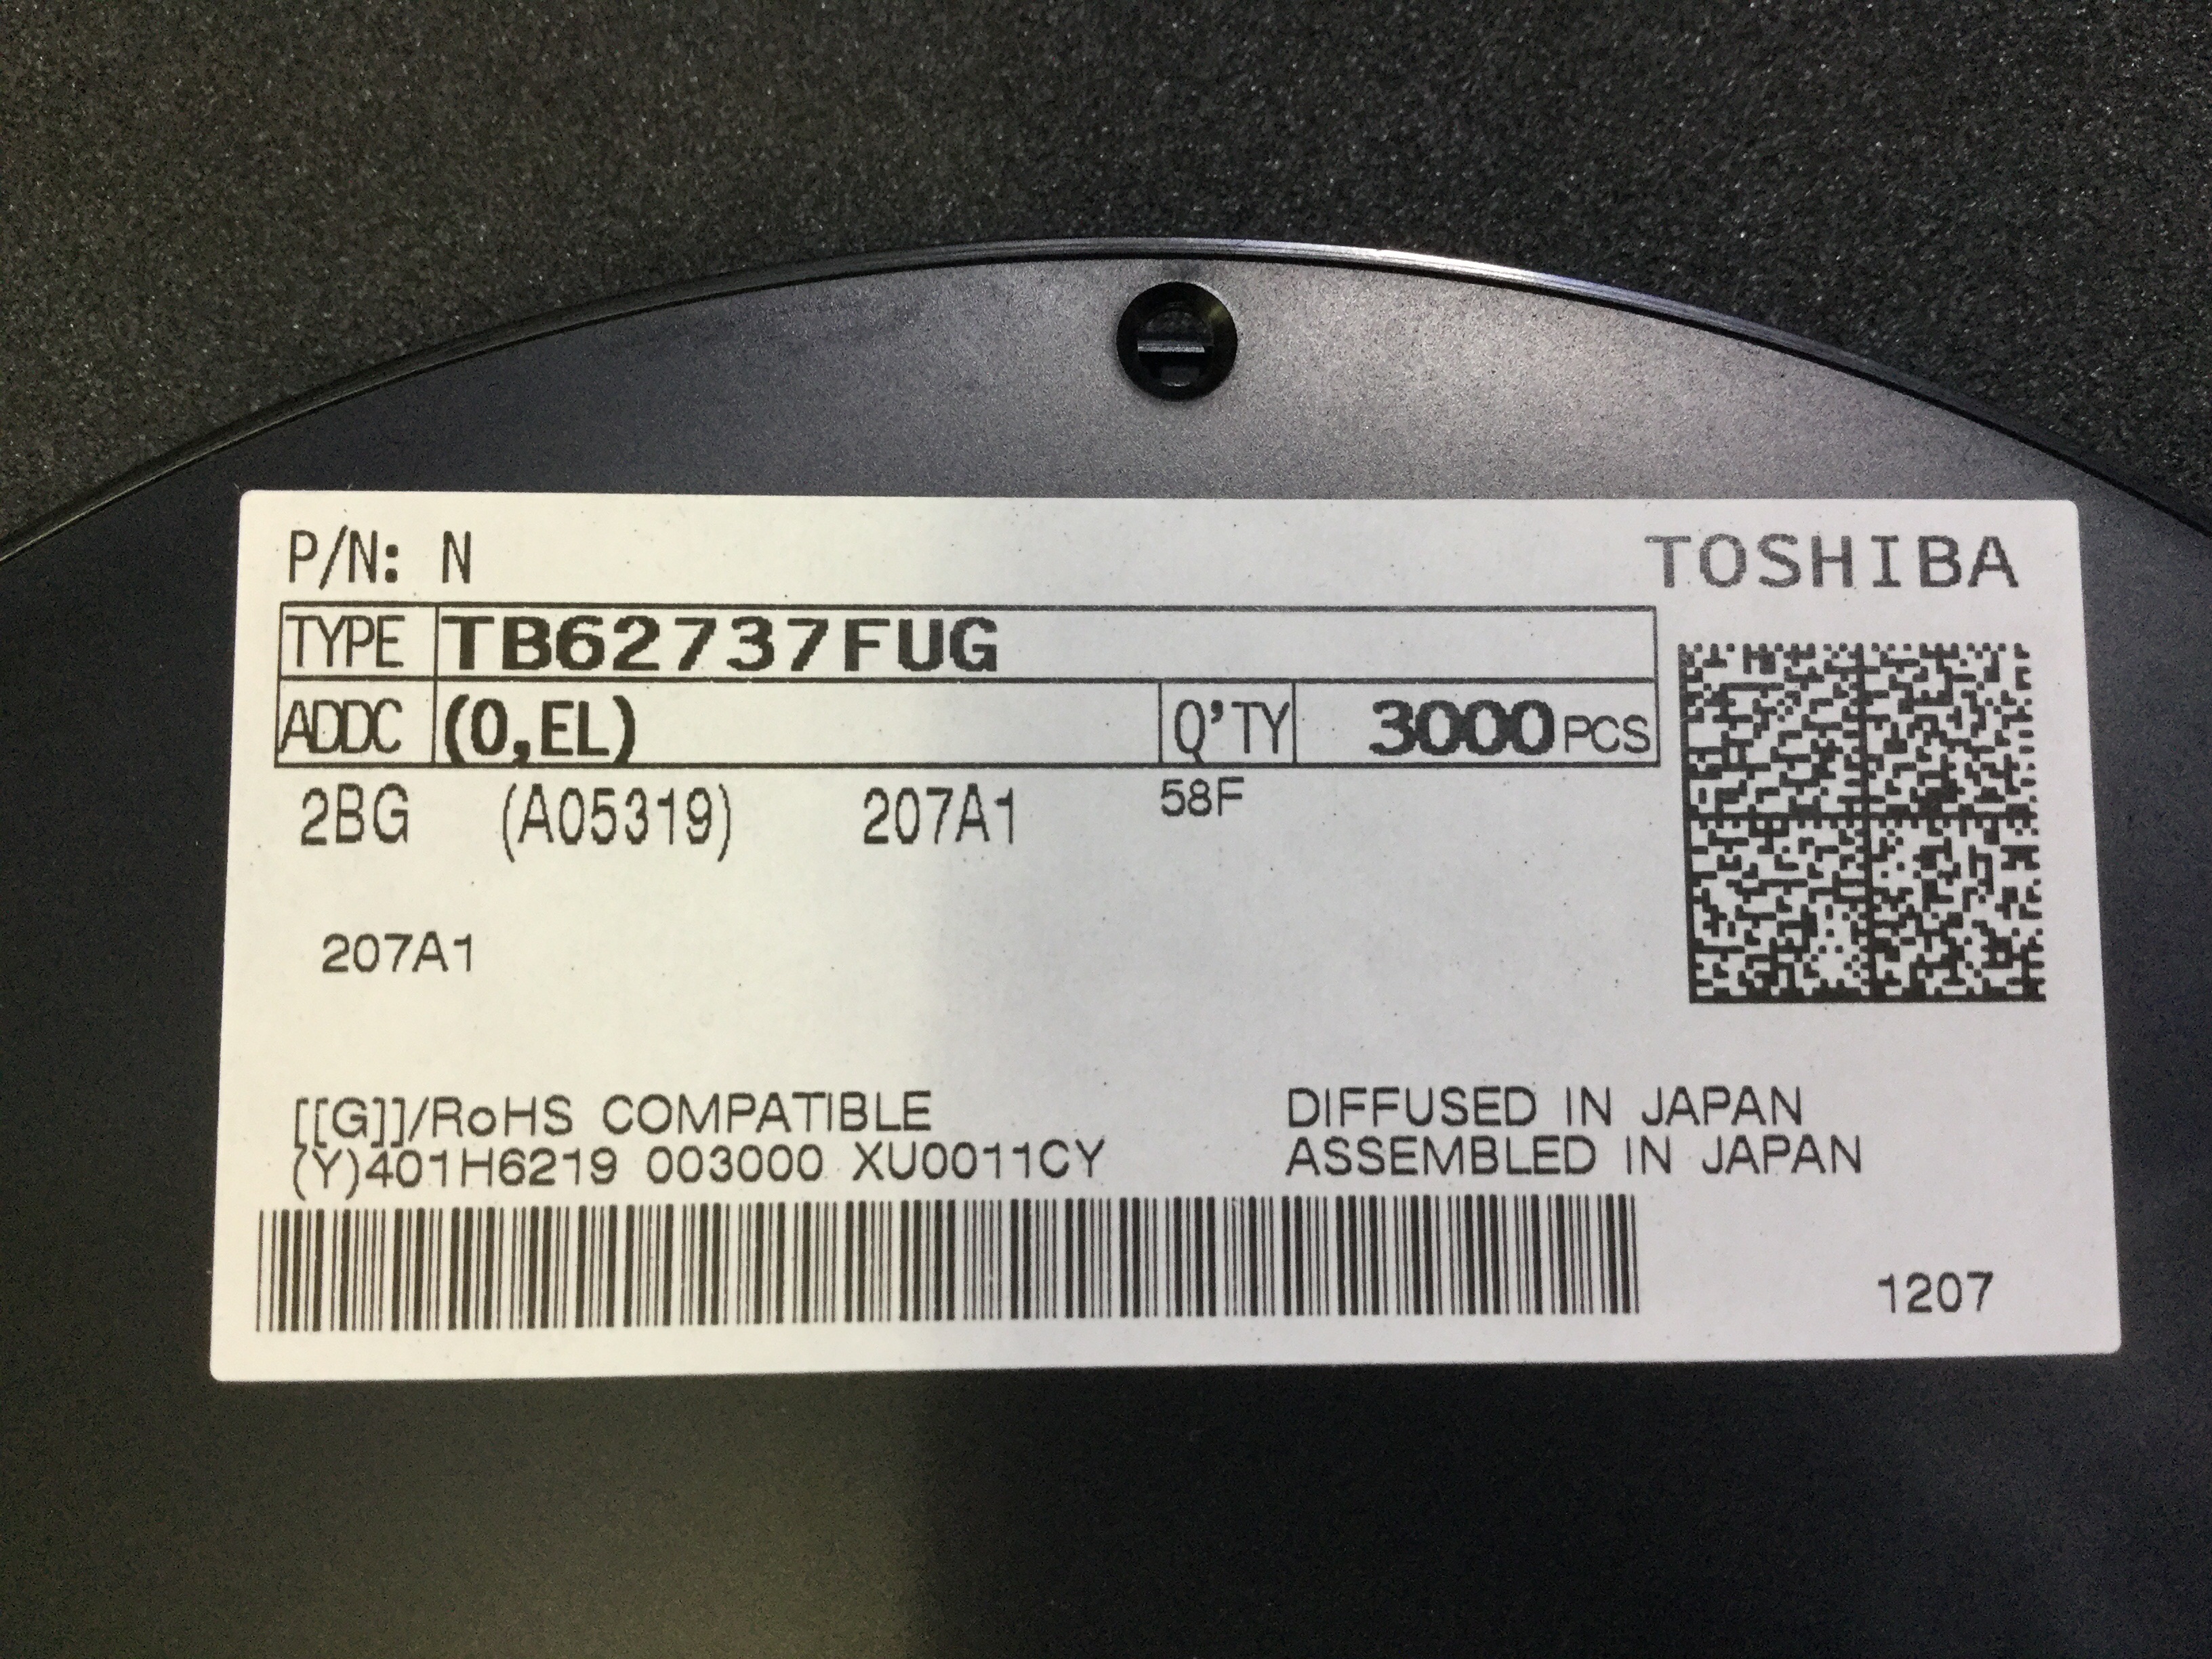 P/N: N
TOSHIBA
TYPE TB62737FUG
ADDC (0,EL) Q'TY 3000PCS
2BG (A05319) 207A1 58F
207A1
[[G]]/RoHS COMPATIBLE
(Y)401H6219 003000 XU0011CY
DIFFUSED IN JAPAN
ASSEMBLED IN JAPAN
1207